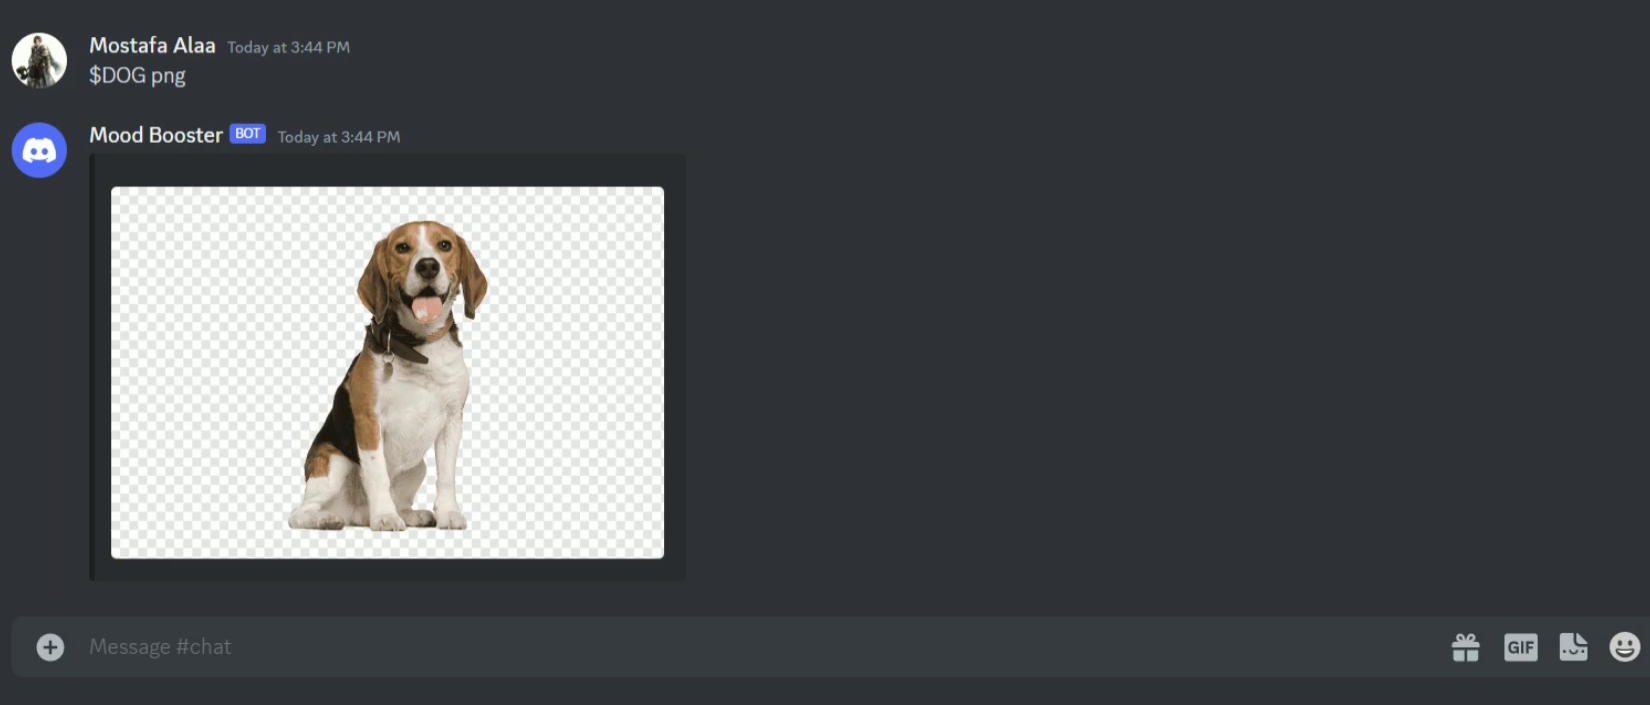 Mostafa Alaa Today at 3:44 PM
$DOG png
Mood Booster BOT Today at 3:44 PM
Message #chat GIF